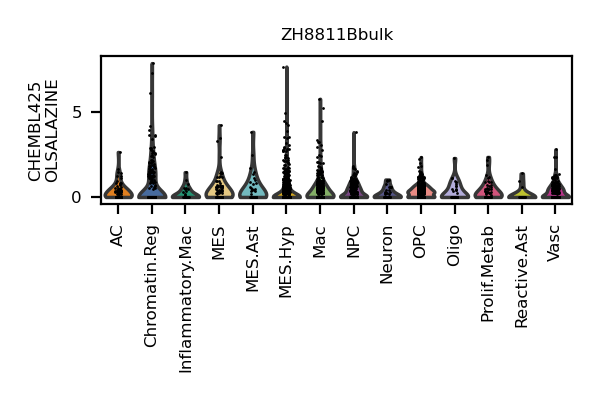 ZH8811Bbulk
CHEMBL425
OLSALAZINE
5
0
AC
Chromatin.Reg
Inflammatory.Mac
MES
MES.Ast
MES.Hyp
Mac
NPC
Neuron
OPC
Oligo
Prolif.Metab
Reactive.Ast
Vasc